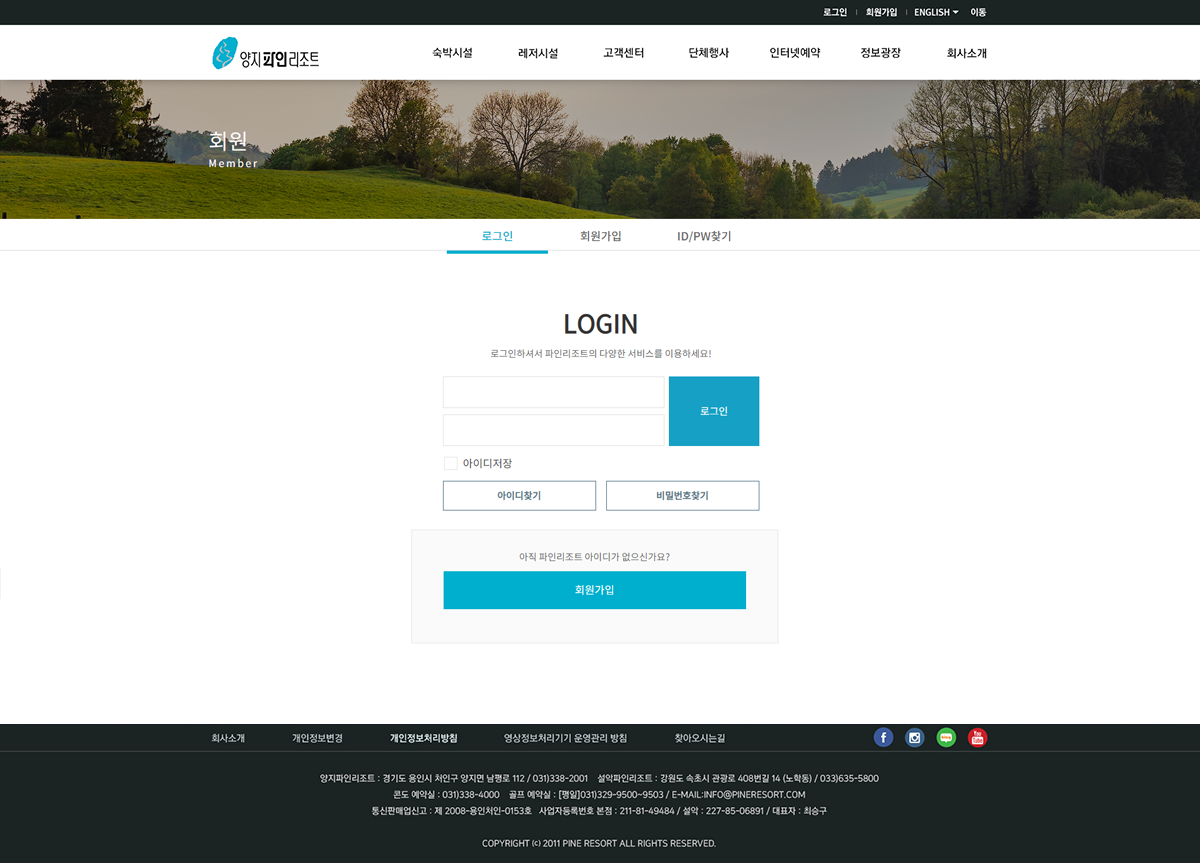 로그인 회원가입 ENGLISH 이동
양지파인리조트 숙박시설 레저시설 고객센터 단체행사 인터넷예약 정보광장 회사소개
회원
Member
로그인 회원가입 ID/PW찾기
LOGIN
로그인하셔서 파인리조트의 다양한 서비스를 이용하세요!
로그인
아이디저장
아이디찾기 비밀번호찾기
아직 파인리조트 아이디가 없으신가요?
회원가입
회사소개 개인정보변경 개인정보처리방침 영상정보처리기기 운영관리 방침 찾아오시는길
양지파인리조트 : 경기도 용인시 처인구 양지면 남평로 112 / 031)338-2001 설악파인리조트 : 강원도 속초시 관광로 408번길 14 (노학동) / 033)635-5800
콘도 예약실 : 031)338-4000 골프 예약실 : [평일]031)329-9500~9503 / E-MAIL:INFO@PINERESORT.COM
통신판매업신고 : 제 2008-용인처인-0153호 사업자등록번호 본점 : 211-81-49484 / 설악 : 227-85-06891 / 대표자 : 최승구
COPYRIGHT (c) 2011 PINE RESORT ALL RIGHTS RESERVED.